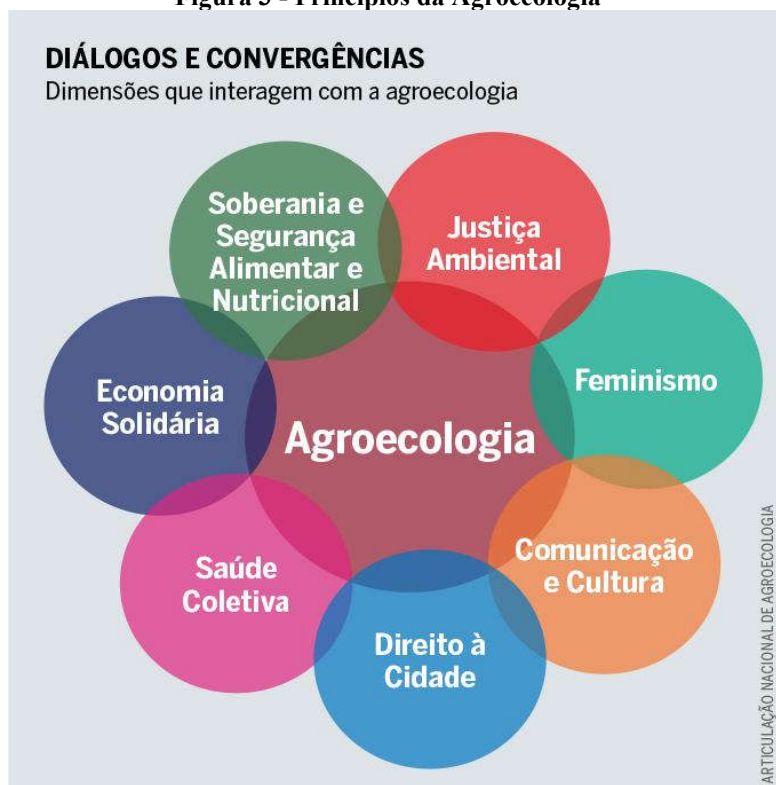 Figura 3 - Princípios da Agroecologia
DIÁLOGOS E CONVERGÊNCIAS
Dimensões que interagem com a agroecologia
Soberania e
Segurança
Alimentar e
Nutricional
Justiça
Ambiental
Economia
Solidária
Feminismo
Agroecologia
Saúde
Coletiva
Comunicação
e Cultura
Direito à
Cidade
ARTICULAÇÃO NACIONAL DE AGROECOLOGIA